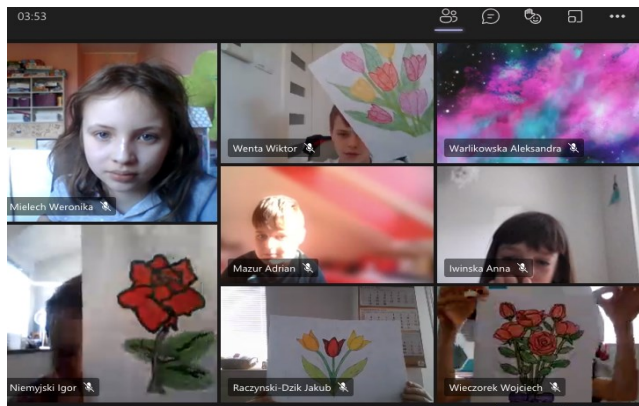 03:53
Mielech Weronika
Wenta Wiktor
Warlikowska Aleksandra
Mazur Adrian
Iwinska Anna
Niemyjski Igor
Raczynski-Dzik Jakub
Wieczorek Wojciech